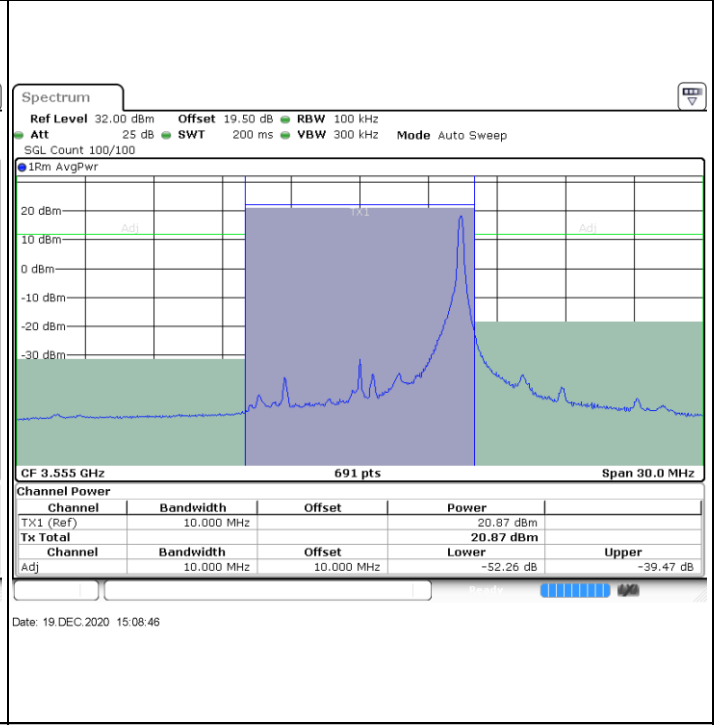 Spectrum
Ref Level 32.00 dBm Offset 19.50 dB RBW 100 kHz
Att 25 dB SWT 200 ms VBW 300 kHz Mode Auto Sweep
SGL Count 100/100
1Rm AvgPwr
20 dBm
TX1
Adj Adj
10 dBm
0 dBm
-10 dBm
-20 dBm
-30 dBm
CF 3.555 GHz 691 pts Span 30.0 MHz
Channel Power
Channel Bandwidth Offset Power
TX1 (Ref) 10.000 MHz 20.87 dBm
Tx Total 20.87 dBm
Channel Bandwidth Offset Lower Upper
Adj 10.000 MHz 10.000 MHz -52.26 dB -39.47 dB
Ready
Date: 19.DEC.2020 15:08:46